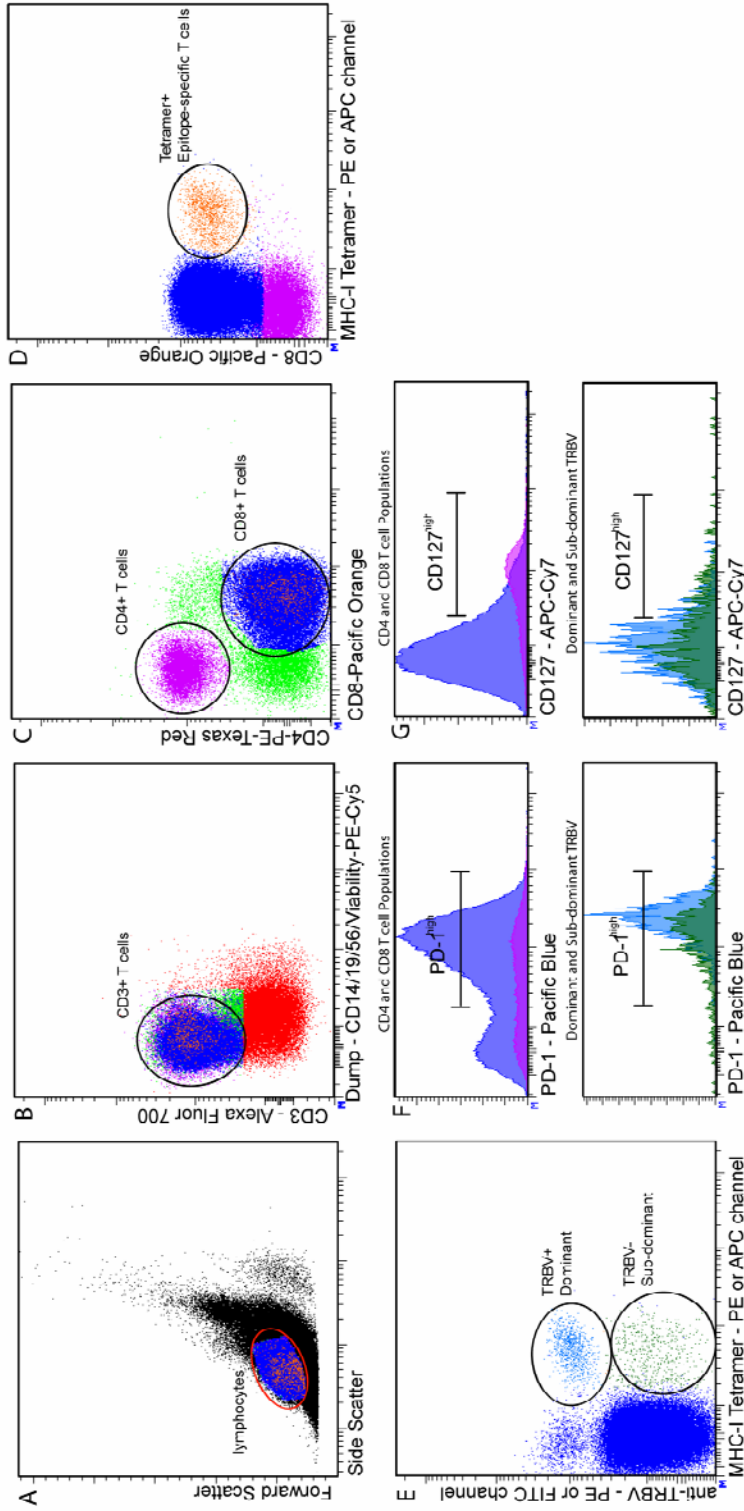 A
lymphocytes
Forward Scatter
Side Scatter
B
CD3+ T cells
CD3 - Alexa Fluor 700
Dump - CD14/19/56/Viability-PE-Cy5
C
CD4+ T cells
CD8+ T cells
CD4-PE-Texas Red
CD8-Pacific Orange
D
Tetramer+
Epitope-specific T cells
CD8 - Pacific Orange
MHC-I Tetramer - PE or APC channel
E
TRBV+
Dominant
TRBV-
Sub-dominant
anti-TRBV - PE or FITC channel
MHC-I Tetramer - PE or APC channel
F
CD4 and CD8 T cell Populations
PD-1high
PD-1 - Pacific Blue
Dominant and Sub-dominant TRBV
PD-1high
PD-1 - Pacific Blue
G
CD4 and CD8 T cell Populations
CD127high
CD127 - APC-Cy7
Dominant and Sub-dominant TRBV
CD127high
CD127 - APC-Cy7